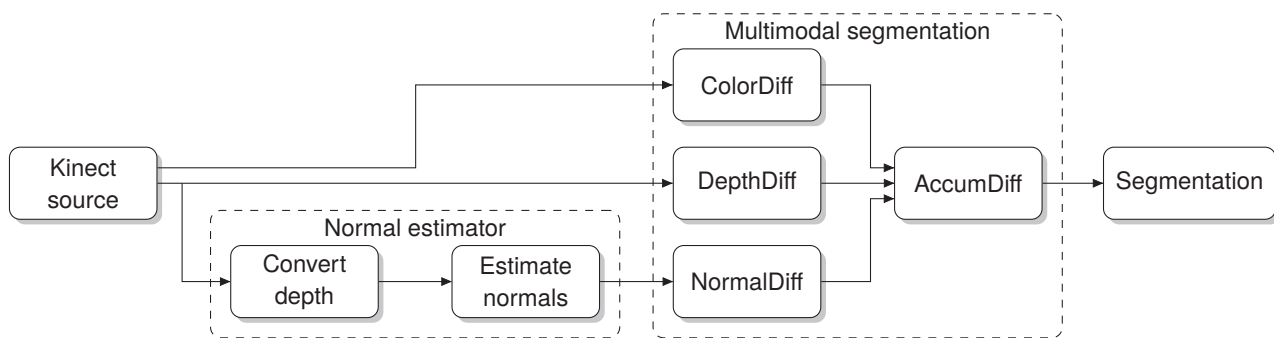 Multimodal segmentation
ColorDiff
Kinect
source
DepthDiff
AccumDiff
Segmentation
Normal estimator
Convert
depth
Estimate
normals
NormalDiff